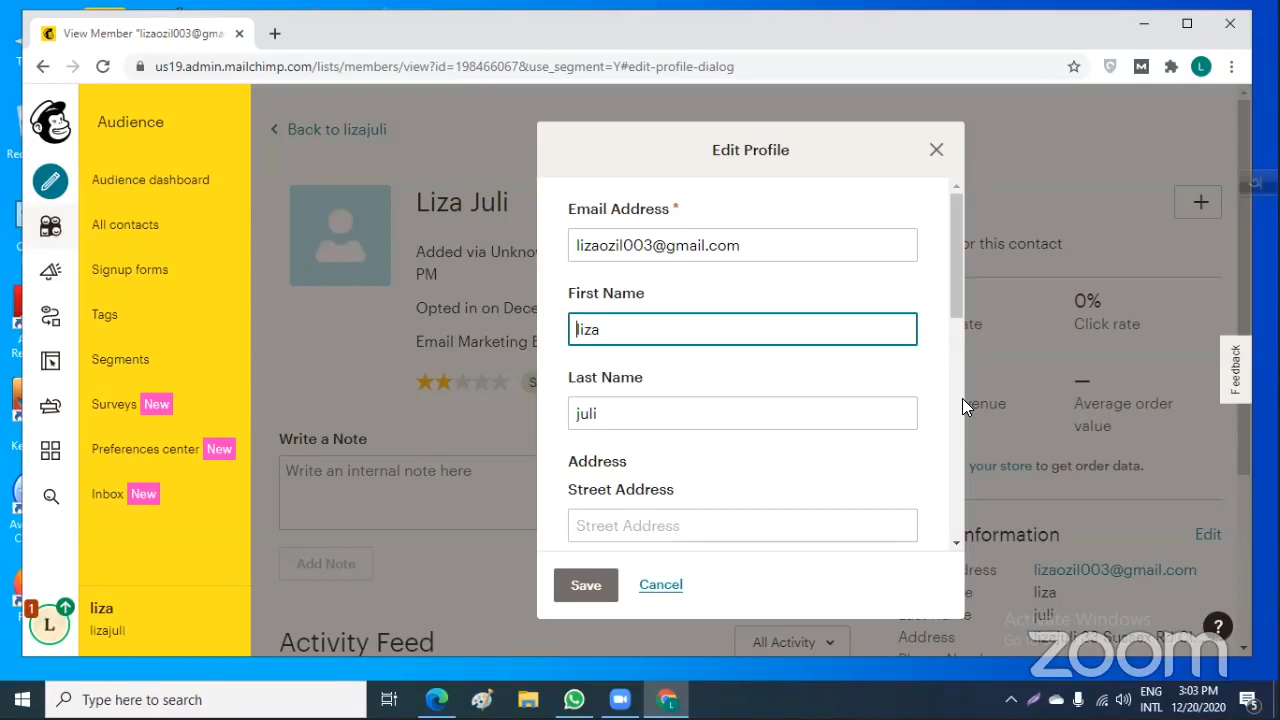 View Member "lizaozil003@gma
us19.admin.mailchimp.com/lists/members/view?id=198466067&use_segment=Y#edit-profile-dialog
L
Audience
Audience dashboard
All contacts
Signup forms
Tags
Segments
Surveys New
Preferences center New
Inbox New
1
L
liza
lizajuli
Back to lizajuli
Liza Juli
Added via Unkno
PM
Opted in on Dece
Email Marketing
Write a Note
Write an internal note here
Add Note
Activity Feed
All Activity
Edit Profile
Email Address *
lizaozil003@gmail.com
First Name
liza
Last Name
juli
Address
Street Address
Street Address
Save
Cancel
or this contact
0%
Click rate
Average order
value
your store to get order data.
Edit
lizaozil003@gmail.com
liza
juli
Address
Feedback
?
Activate Windows
zoom
Type here to search
ENG
INTL
3:03 PM
12/20/2020
5